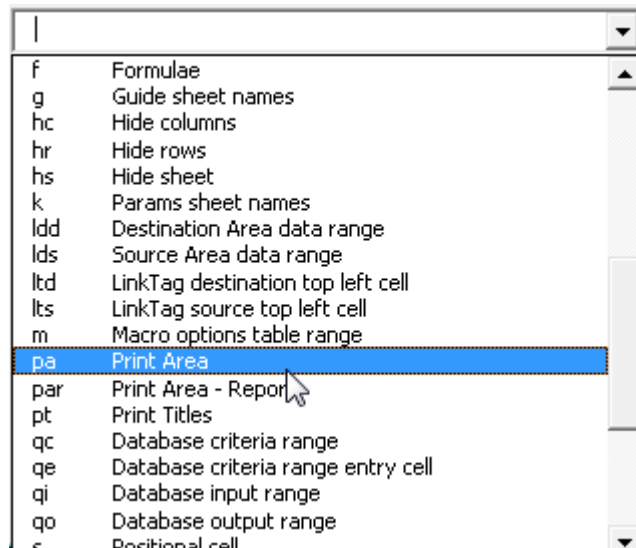 f Formulae
g Guide sheet names
hc Hide columns
hr Hide rows
hs Hide sheet
k Params sheet names
ldd Destination Area data range
lds Source Area data range
ltd LinkTag destination top left cell
lts LinkTag source top left cell
m Macro options table range
pa Print Area
par Print Area - Repor
pt Print Titles
qc Database criteria range
qe Database criteria range entry cell
qi Database input range
qo Database output range
s Positional cell